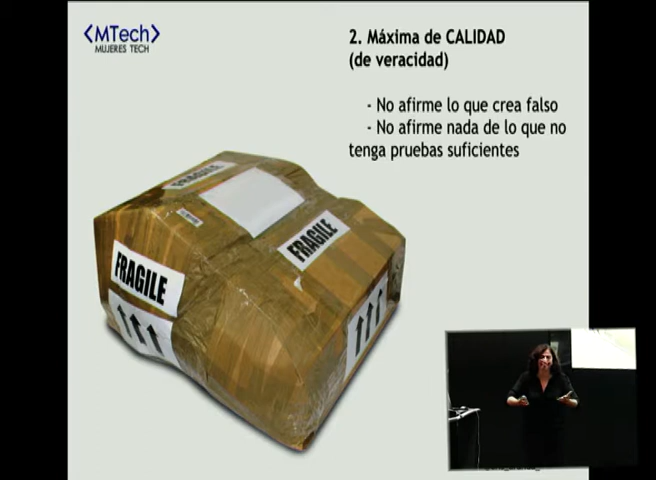 <MTech>
MUJERES TECH
2. Máxima de CALIDAD
(de veracidad)
- No afirme lo que crea falso
- No afirme nada de lo que no
tenga pruebas suficientes
FRAGILE
FRAGILE
FRAGILE